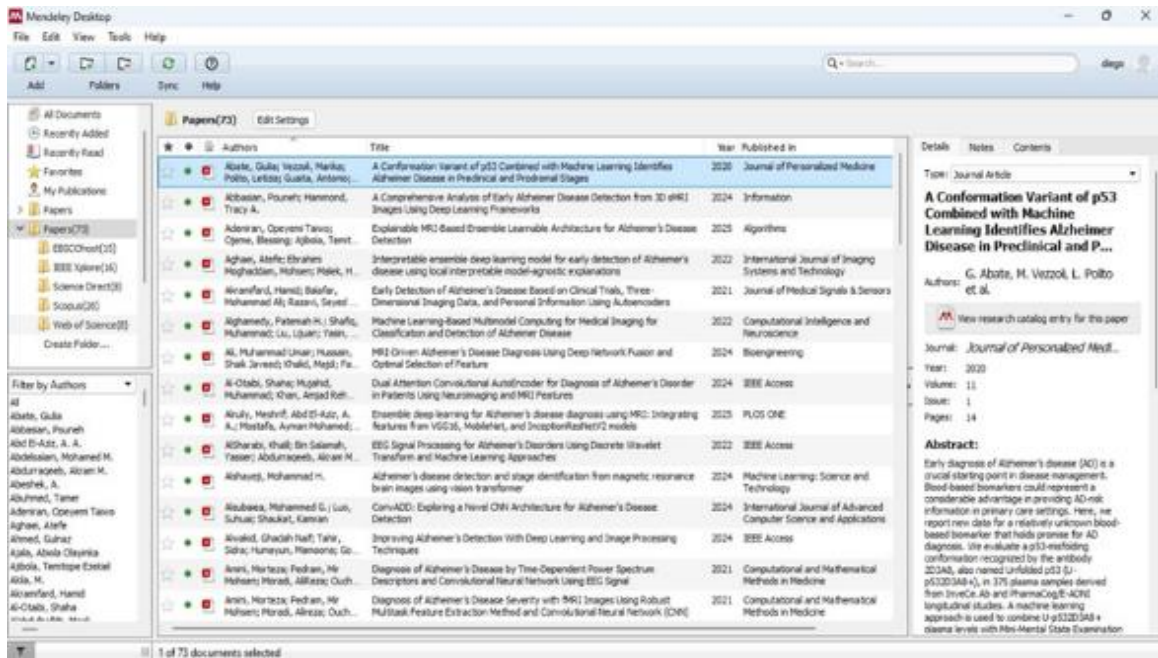 Mendeley Desktop
File Edit View Tools Help
Add Folders Sync Help
Search...
diego
All Documents
Recently Added
Recently Read
Favorites
My Publications
Papers
Papers(73)
EBSCOhost(15)
IEEE Xplore(16)
Science Direct(8)
Scopus(26)
Web of Science(8)
Create Folder...
Filter by Authors
All
Abate, Giulia
Abbasian, Pouneh
Abd El-Aziz, A. A.
Abdelsalam, Mohamed M.
Abdurraqeeb, Akram M.
Abeshek, A.
Abuhmed, Tamer
Adeniran, Opeyemi Taiwo
Aghaei, Atefe
Ahmed, Gulnaz
Ajala, Abiola Olayinka
Ajibola, Temitope Ezekiel
Akramifard, Hamid
Al-Otaibi, Shaha
Papers(73) Edit Settings
Authors Title Year Published In
Abate, Giulia; Vezzoli, Marika;
Polito, Letizia; Guaita, Antonio;...
A Conformation Variant of p53 Combined with Machine Learning Identifies
Alzheimer Disease in Preclinical and Prodromal Stages
2020 Journal of Personalized Medicine
Abbasian, Pouneh; Hammond,
Tracy A.
A Comprehensive Analysis of Early Alzheimer Disease Detection from 3D sMRI
Images Using Deep Learning Frameworks
2024 Information
Adeniran, Opeyemi Taiwo;
Ojeme, Blessing; Ajibola, Temit...
Explainable MRI-Based Ensemble Learnable Architecture for Alzheimer's Disease
Detection
2025 Algorithms
Aghaei, Atefe; Ebrahimi
Moghaddam, Mohsen; Malek, H...
Interpretable ensemble deep learning model for early detection of Alzheimer's
disease using local interpretable model-agnostic explanations
2022 International Journal of Imaging
Systems and Technology
Akramifard, Hamid; Balafar,
Mohammad Ali; Razavi, Seyed ...
Early Detection of Alzheimer's Disease Based on Clinical Trials, Three-
Dimensional Imaging Data, and Personal Information Using Autoencoders
2021 Journal of Medical Signals & Sensors
Alghamedy, Fatemah H.; Shafiq,
Muhammad; Liu, Lijuan; Yasin, ...
Machine Learning-Based Multimodel Computing for Medical Imaging for
Classification and Detection of Alzheimer Disease
2022 Computational Intelligence and
Neuroscience
Ali, Muhammad Umair; Hussain,
Shaik Javeed; Khalid, Majdi; Fa...
MRI-Driven Alzheimer's Disease Diagnosis Using Deep Network Fusion and
Optimal Selection of Feature
2024 Bioengineering
Al-Otaibi, Shaha; Mujahid,
Muhammad; Khan, Amjad Reh...
Dual Attention Convolutional AutoEncoder for Diagnosis of Alzheimer's Disorder
in Patients Using Neuroimaging and MRI Features
2024 IEEE Access
Alruily, Meshrif; Abd El-Aziz, A.
A.; Mostafa, Ayman Mohamed;...
Ensemble deep learning for Alzheimer's disease diagnosis using MRI: Integrating
features from VGG16, MobileNet, and InceptionResNetV2 models
2025 PLOS ONE
AlSharabi, Khalil; Bin Salamah,
Yasser; Abdurraqeeb, Akram M...
EEG Signal Processing for Alzheimer's Disorders Using Discrete Wavelet
Transform and Machine Learning Approaches
2022 IEEE Access
Alshayeji, Mohammad H.
Alzheimer's disease detection and stage identification from magnetic resonance
brain images using vision transformer
2024 Machine Learning: Science and
Technology
Alsubaiea, Mohammed G.; Luo,
Suhuai; Shaukat, Kamran
ConvADD: Exploring a Novel CNN Architecture for Alzheimer's Disease
Detection
2024 International Journal of Advanced
Computer Science and Applications
Alwakid, Ghadah Naif; Tahir,
Sidra; Humayun, Mamoona; Go...
Improving Alzheimer's Detection With Deep Learning and Image Processing
Techniques
2024 IEEE Access
Amini, Morteza; Pedram, Mir
Mohsen; Moradi, AliReza; Ouch...
Diagnosis of Alzheimer's Disease by Time-Dependent Power Spectrum
Descriptors and Convolutional Neural Network Using EEG Signal
2021 Computational and Mathematical
Methods in Medicine
Amini, Morteza; Pedram, Mir
Mohsen; Moradi, Alireza; Ouch...
Diagnosis of Alzheimer's Disease Severity with fMRI Images Using Robust
Multitask Feature Extraction Method and Convolutional Neural Network (CNN)
2021 Computational and Mathematical
Methods in Medicine
Details Notes Contents
Type: Journal Article
A Conformation Variant of p53
Combined with Machine
Learning Identifies Alzheimer
Disease in Preclinical and P...
Authors: G. Abate, M. Vezzoli, L. Polito
et al.
View research catalog entry for this paper
Journal: Journal of Personalized Medi...
Year: 2020
Volume: 11
Issue: 1
Pages: 14
Abstract:
Early diagnosis of Alzheimer's disease (AD) is a
crucial starting point in disease management.
Blood-based biomarkers could represent a
considerable advantage in providing AD-risk
information in primary care settings. Here, we
report new data for a relatively unknown blood-
based biomarker that holds promise for AD
diagnosis. We evaluate a p53-misfolding
conformation recognized by the antibody
2D3A8, also named Unfolded p53 (U-
p532D3A8+), in 375 plasma samples derived
from InveCe.Ab and PharmaCog/E-ADNI
longitudinal studies. A machine learning
approach is used to combine U-p532D3A8+
plasma levels with Mini-Mental State Examination
1 of 73 documents selected